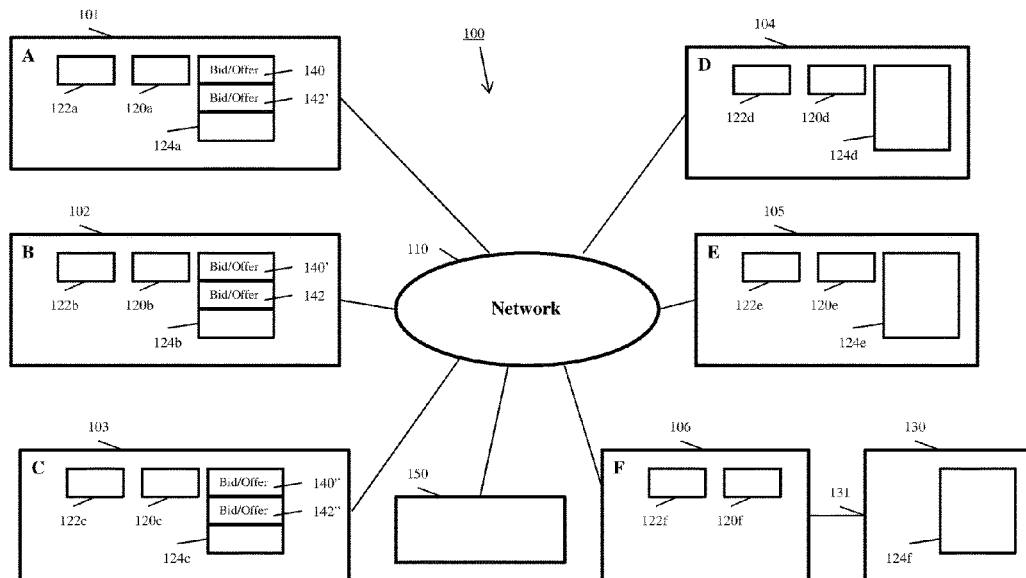 101
A
Bid/Offer
140
Bid/Offer
142'
122a
120a
124a
100
104
D
122d
120d
124d
102
B
Bid/Offer
140'
Bid/Offer
142
122b
120b
124b
110
Network
105
E
122e
120e
124e
103
C
Bid/Offer
140"
Bid/Offer
142"
122c
120c
124c
150
106
F
122f
120f
131
130
124f